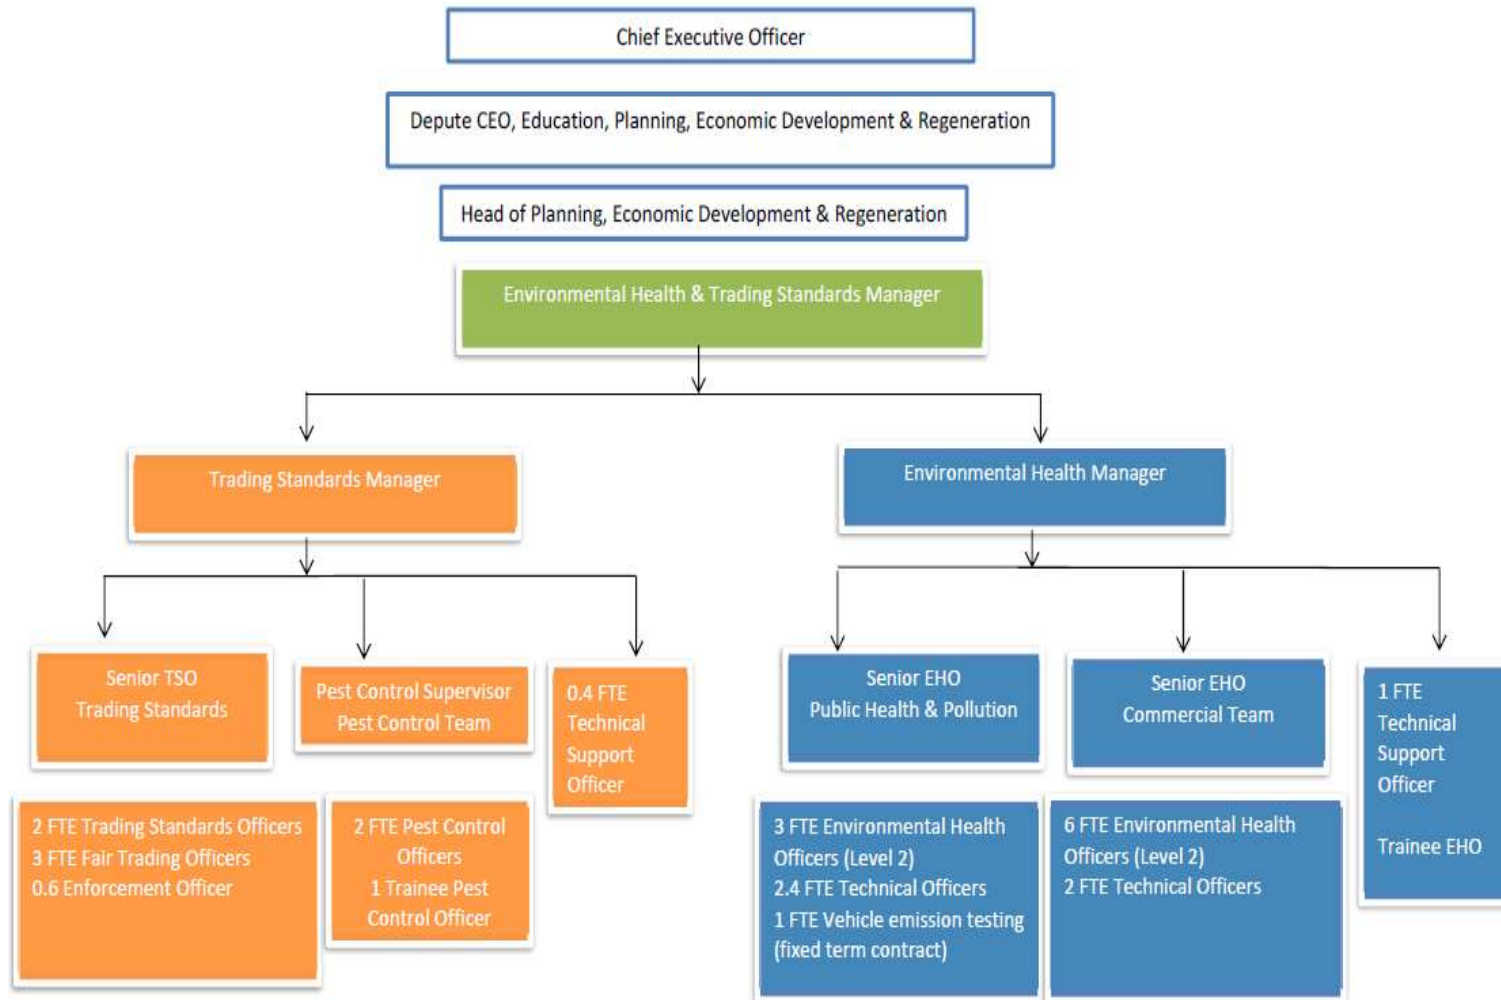 Chief Executive Officer
Depute CEO, Education, Planning, Economic Development & Regeneration
Head of Planning, Economic Development & Regeneration
Environmental Health & Trading Standards Manager
Trading Standards Manager
Environmental Health Manager
Senior TSO
Trading Standards
Pest Control Supervisor
Pest Control Team
0.4 FTE
Technical
Support
Officer
Senior EHO
Public Health & Pollution
Senior EHO
Commercial Team
1 FTE
Technical
Support
Officer
Trainee EHO
2 FTE Trading Standards Officers
3 FTE Fair Trading Officers
0.6 Enforcement Officer
2 FTE Pest Control
Officers
1 Trainee Pest
Control Officer
3 FTE Environmental Health
Officers (Level 2)
2.4 FTE Technical Officers
1 FTE Vehicle emission testing
(fixed term contract)
6 FTE Environmental Health
Officers (Level 2)
2 FTE Technical Officers